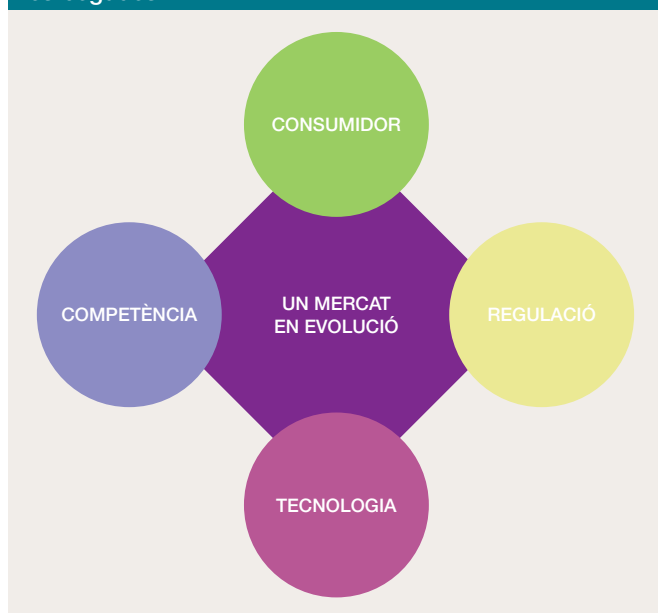 CONSUMIDOR
COMPETÈNCIA
UN MERCAT
EN EVOLUCIÓ
REGULACIÓ
TECNOLOGIA